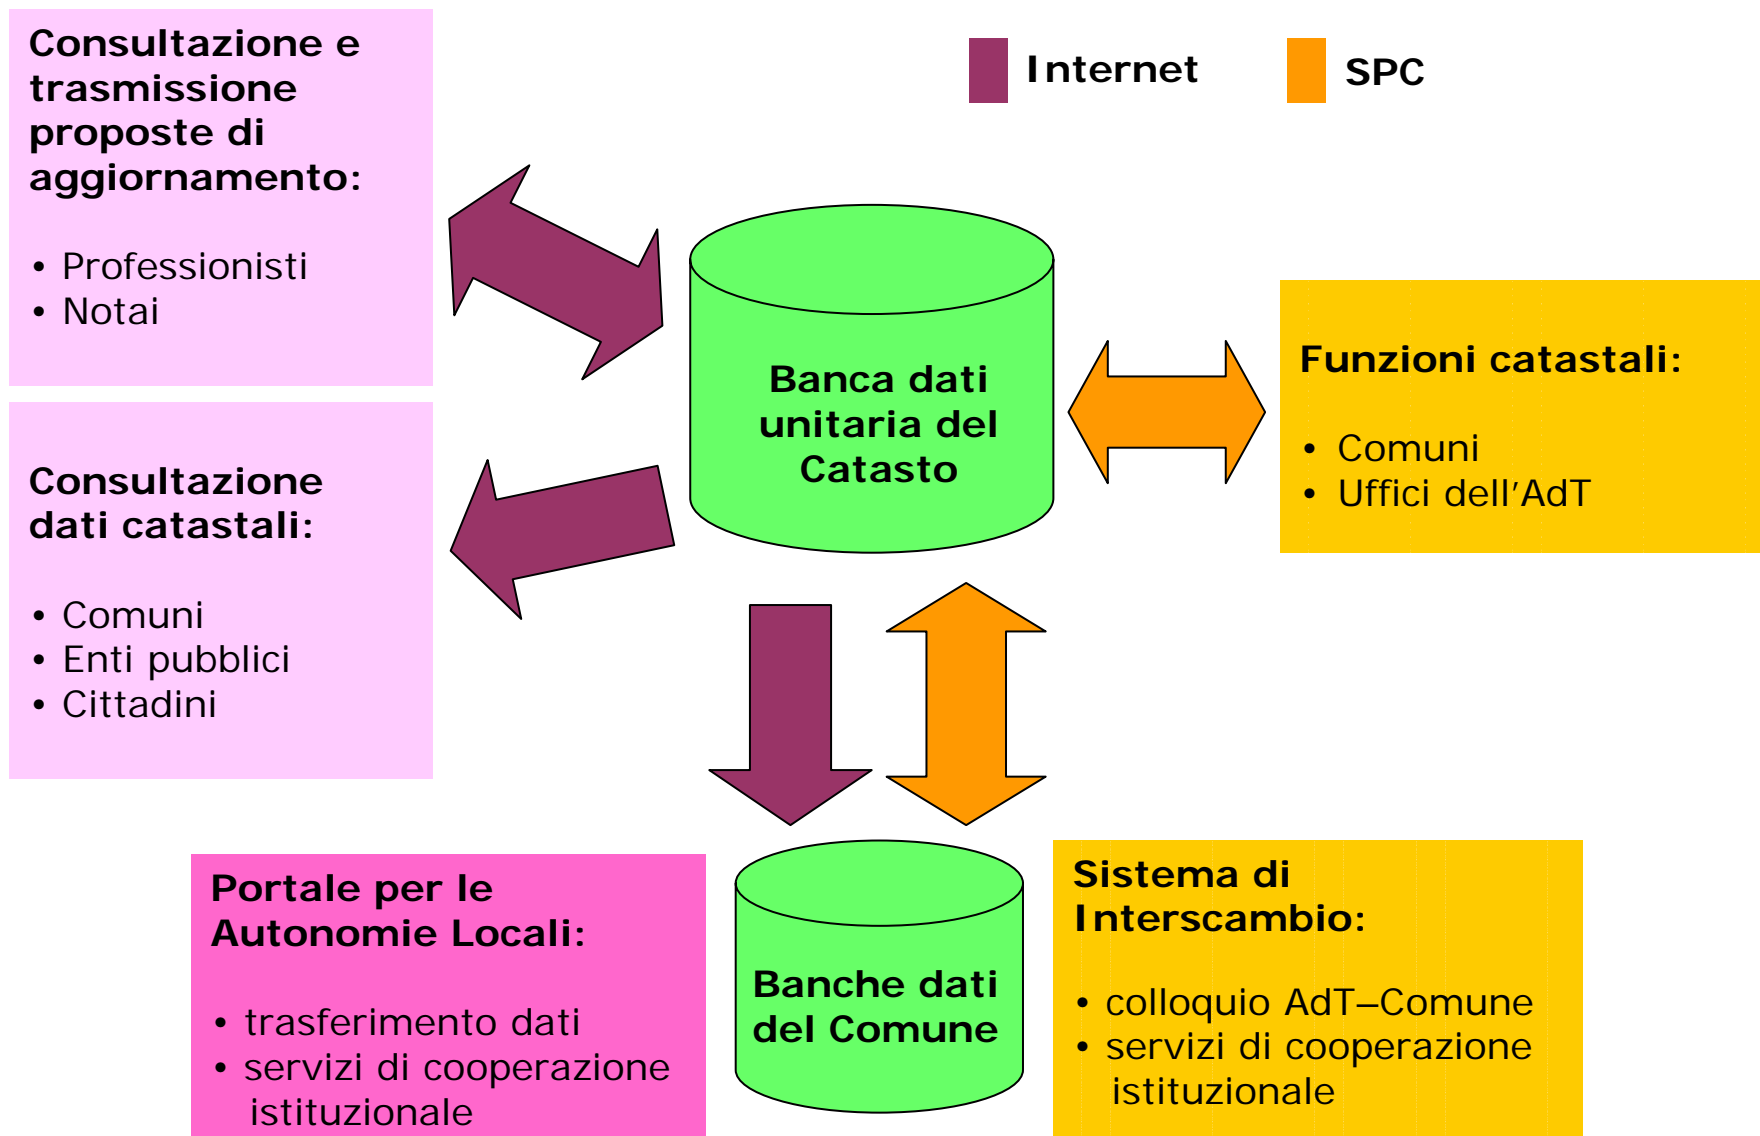 Consultazione e
trasmissione
proposte di
aggiornamento:
• Professionisti
• Notai
Internet
SPC
Banca dati
unitaria del
Catasto
Funzioni catastali:
• Comuni
• Uffici dell'AdT
Consultazione
dati catastali:
• Comuni
• Enti pubblici
• Cittadini
Portale per le
Autonomie Locali:
• trasferimento dati
• servizi di cooperazione
istituzionale
Banche dati
del Comune
Sistema di
Interscambio:
• colloquio AdT–Comune
• servizi di cooperazione
istituzionale